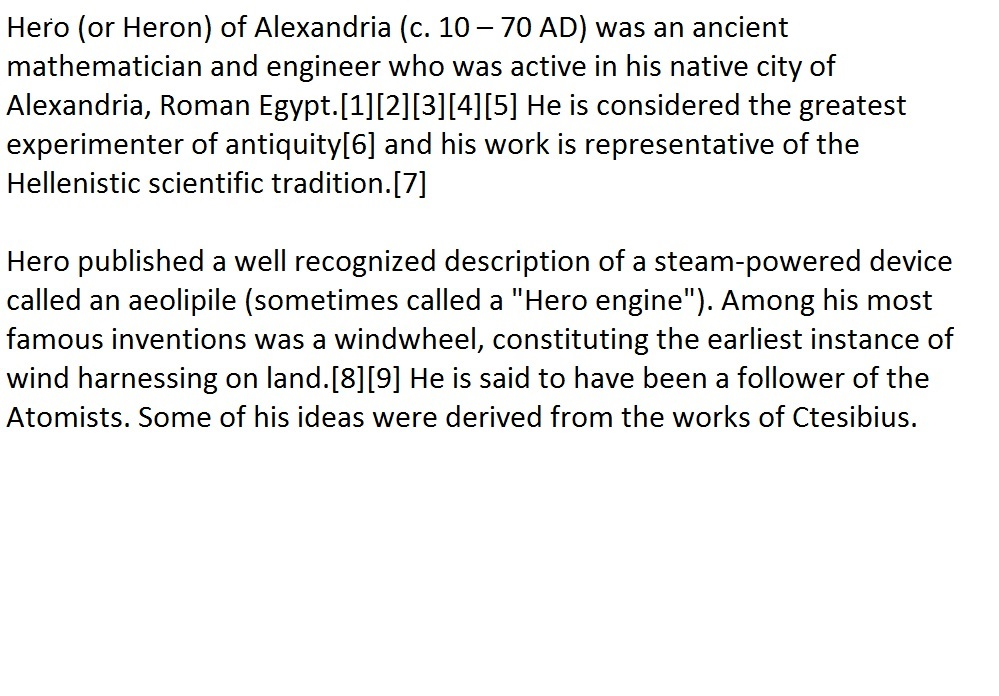 Hero (or Heron) of Alexandria (c. 10 – 70 AD) was an ancient
mathematician and engineer who was active in his native city of
Alexandria, Roman Egypt.[1][2][3][4][5] He is considered the greatest
experimenter of antiquity[6] and his work is representative of the
Hellenistic scientific tradition.[7]

Hero published a well recognized description of a steam-powered device
called an aeolipile (sometimes called a "Hero engine"). Among his most
famous inventions was a windwheel, constituting the earliest instance of
wind harnessing on land.[8][9] He is said to have been a follower of the
Atomists. Some of his ideas were derived from the works of Ctesibius.